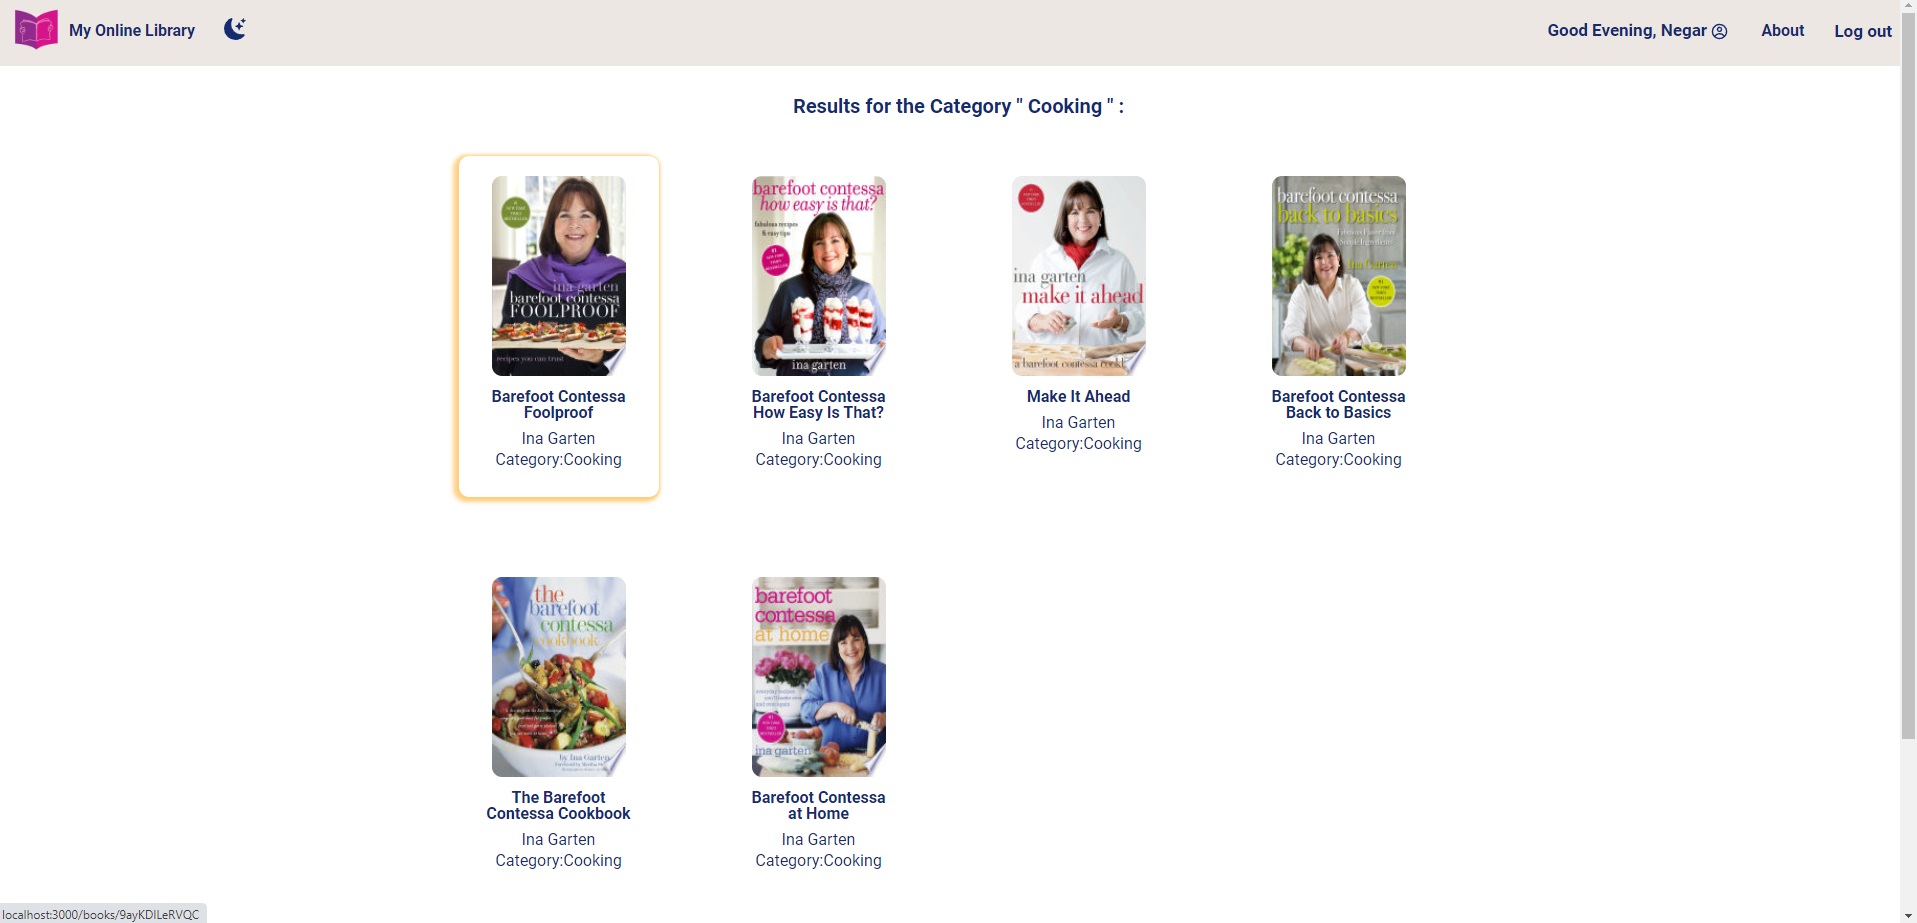 My Online Library
Good Evening, Negar
About
Log out
Results for the Category " Cooking " :
ina garten
barefoot contessa
FOOLPROOF
recipes you can trust
Barefoot Contessa
Foolproof
Ina Garten
Category:Cooking
barefoot contessa
how easy is that?
fabulous recipes
& easy tips
ina garten
Barefoot Contessa
How Easy Is That?
Ina Garten
Category:Cooking
ina garten
make it ahead
a barefoot contessa
Make It Ahead
Ina Garten
Category:Cooking
barefoot contessa
back to basics
Ina Garten
Barefoot Contessa
Back to Basics
Ina Garten
Category:Cooking
the
barefoot
contessa
cookbook
by Ina Garten
The Barefoot
Contessa Cookbook
Ina Garten
Category:Cooking
barefoot
contessa
at home
ina garten
Barefoot Contessa
at Home
Ina Garten
Category:Cooking
localhost:3000/books/9ayKDlLeRVQC